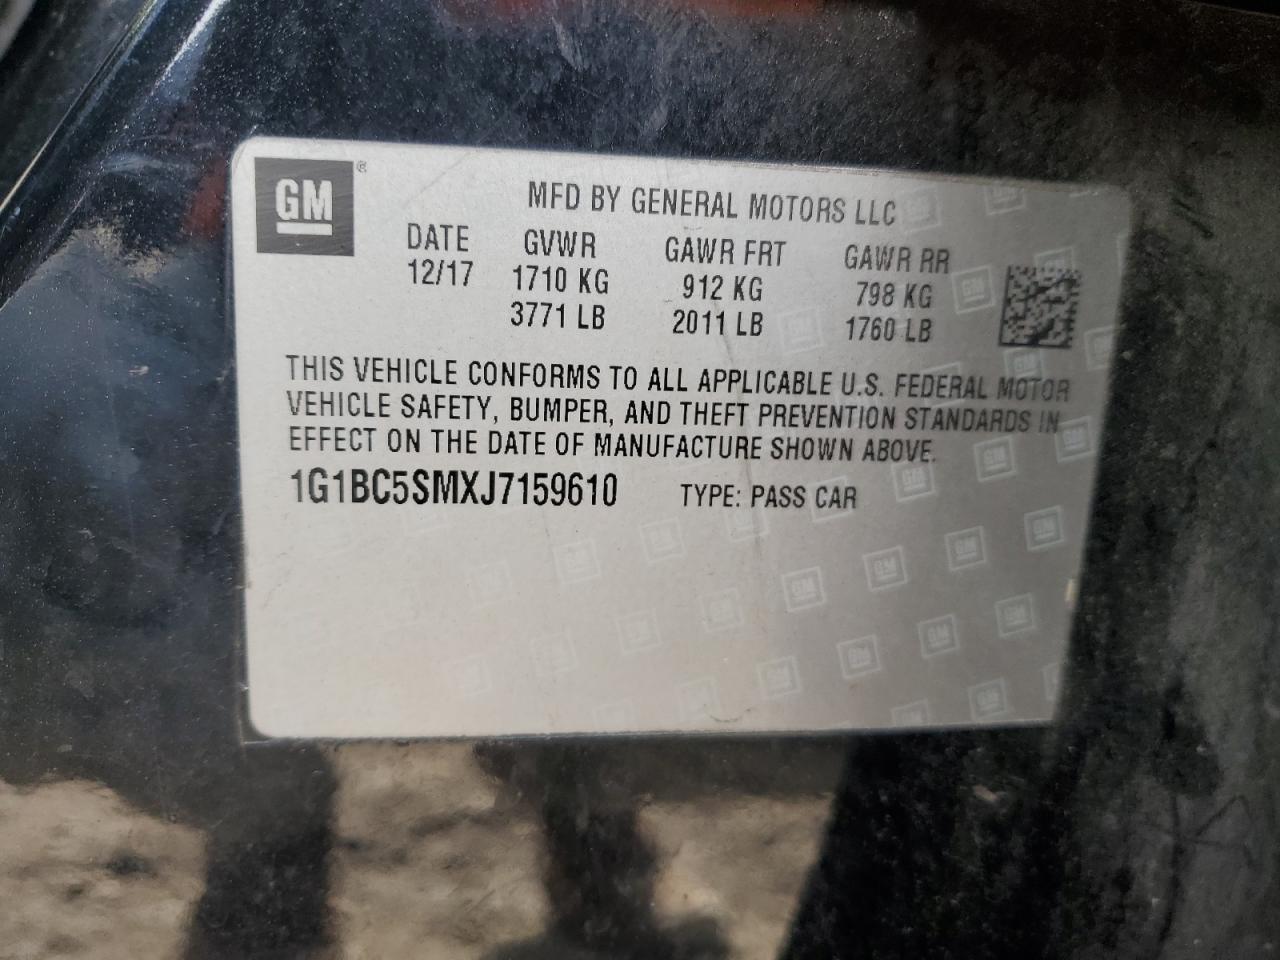 GM ®
MFD BY GENERAL MOTORS LLC
DATE GVWR GAWR FRT GAWR RR
12/17 1710 KG 912 KG 798 KG
3771 LB 2011 LB 1760 LB
THIS VEHICLE CONFORMS TO ALL APPLICABLE U.S. FEDERAL MOTOR
VEHICLE SAFETY, BUMPER, AND THEFT PREVENTION STANDARDS IN
EFFECT ON THE DATE OF MANUFACTURE SHOWN ABOVE.
1G1BC5SMXJ7159610 TYPE: PASS CAR